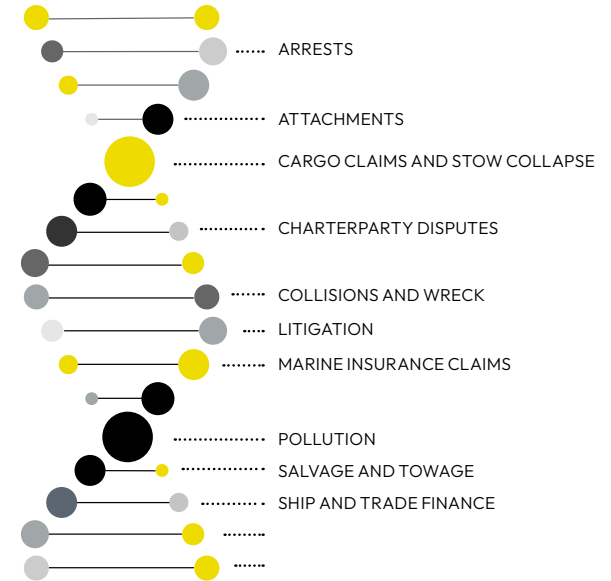 ARRESTS
ATTACHMENTS
CARGO CLAIMS AND STOW COLLAPSE
CHARTERPARTY DISPUTES
COLLISIONS AND WRECK
LITIGATION
MARINE INSURANCE CLAIMS
POLLUTION
SALVAGE AND TOWAGE
SHIP AND TRADE FINANCE